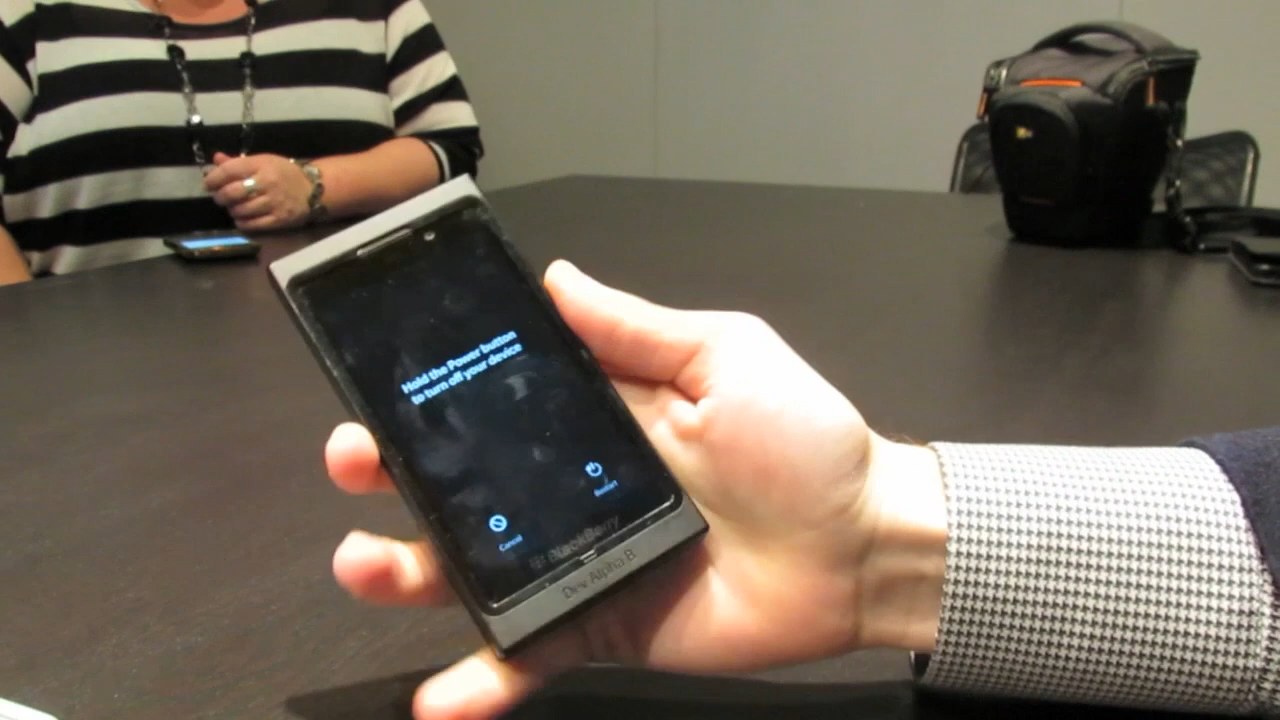 Hold the Power button
to turn off your device
Restart
Cancel
BlackBerry
Dev Alpha B